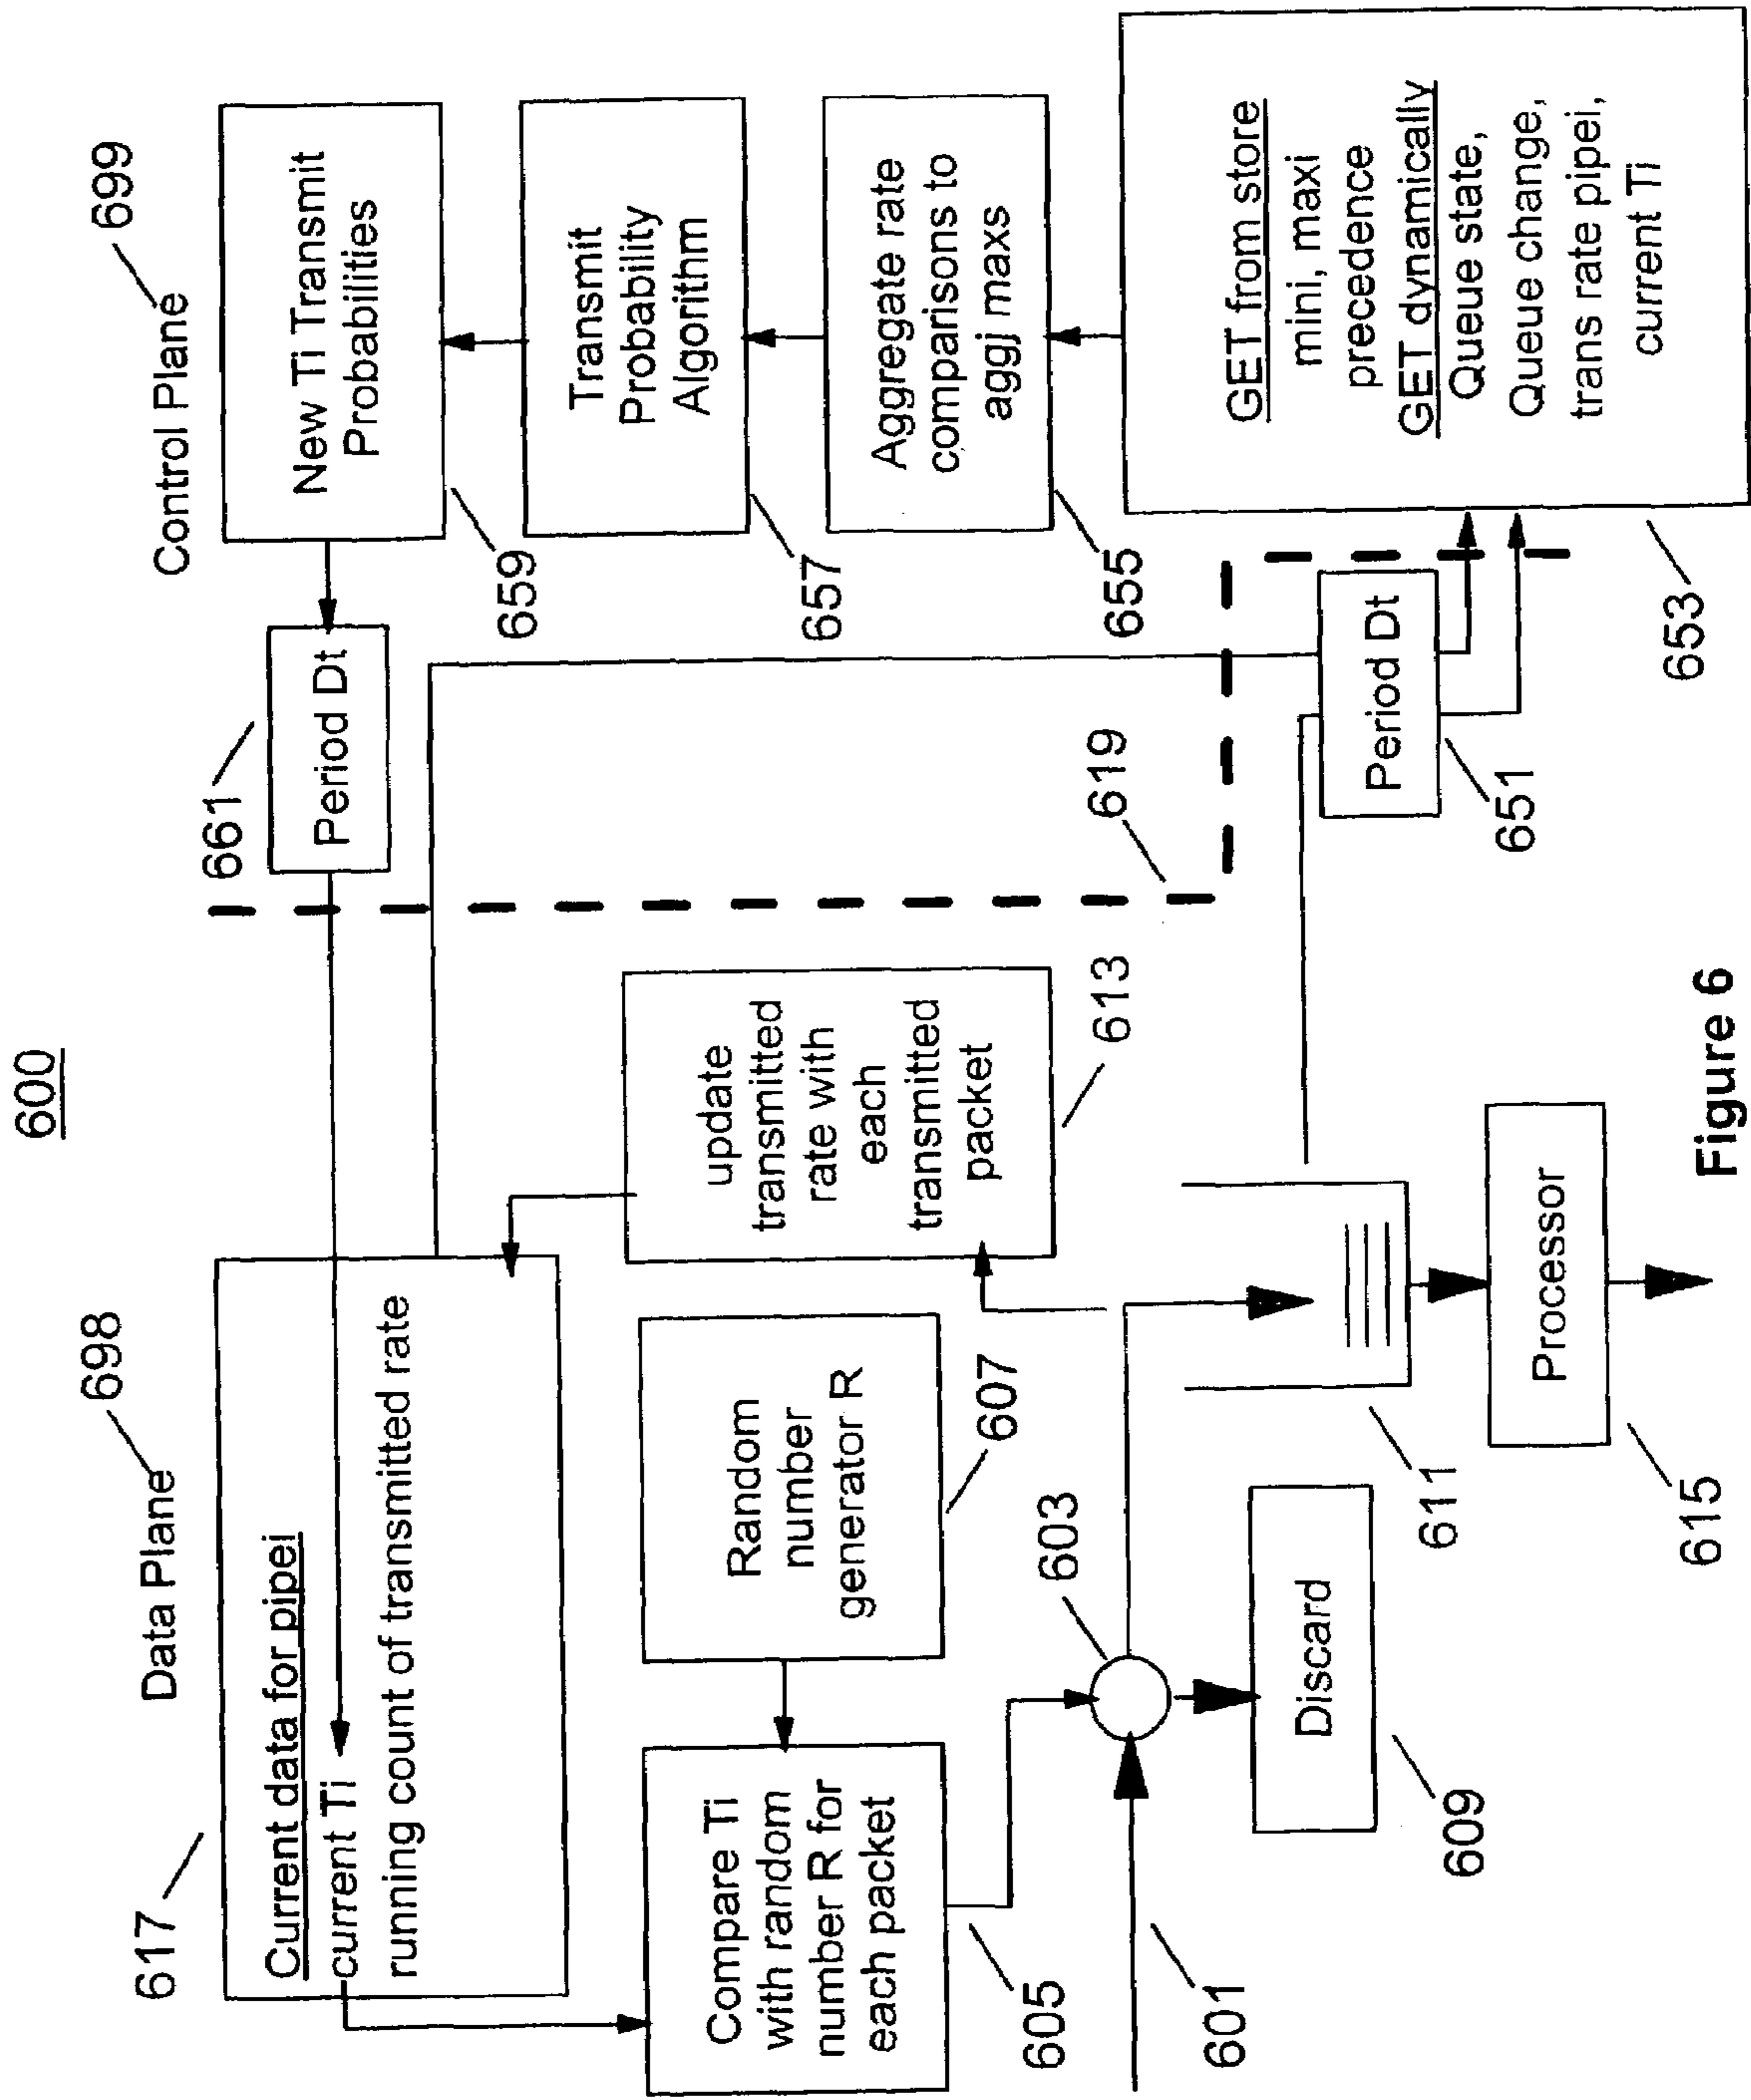 600
Data Plane
698
Control Plane
699
617
Current data for pipei
current Ti
running count of transmitted rate
661
Period Dt
New Ti Transmit
Probabilities
659
Compare Ti
with random
number R for
each packet
605
Random
number
generator R
607
update
transmitted
rate with
each
transmitted
packet
613
Transmit
Probability
Algorithm
657
Aggregate rate
comparisons to
aggj maxs
655
619
601
603
Discard
609
611
Processor
615
Period Dt
651
GET from store
mini, maxi
precedence
GET dynamically
Queue state,
Queue change,
trans rate pipei,
current Ti
653
Figure 6